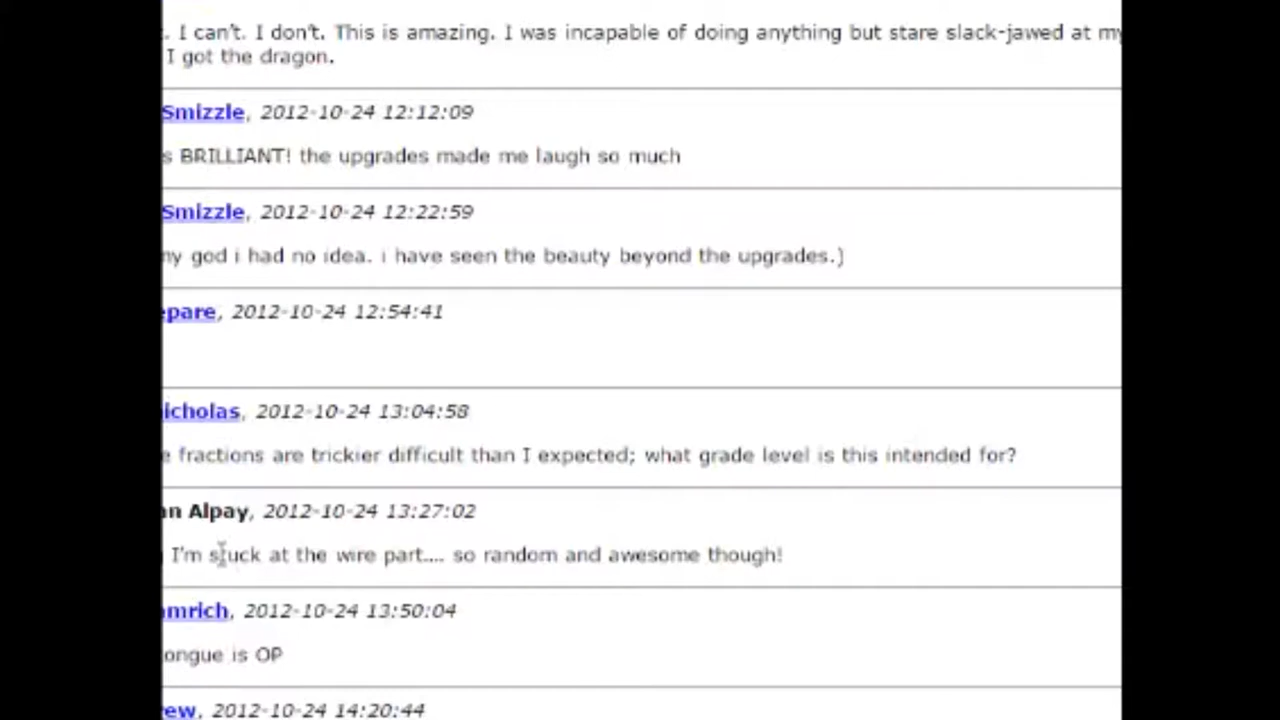 . I can't. I don't. This is amazing. I was incapable of doing anything but stare slack-jawed at my
I got the dragon.
Smizzle, 2012-10-24 12:12:09
s BRILLIANT! the upgrades made me laugh so much
Smizzle, 2012-10-24 12:22:59
my god i had no idea. i have seen the beauty beyond the upgrades.)
epare, 2012-10-24 12:54:41
icholas, 2012-10-24 13:04:58
e fractions are trickier difficult than I expected; what grade level is this intended for?
an Alpay, 2012-10-24 13:27:02
I'm stuck at the wire part.... so random and awesome though!
amrich, 2012-10-24 13:50:04
ongue is OP
ew, 2012-10-24 14:20:44